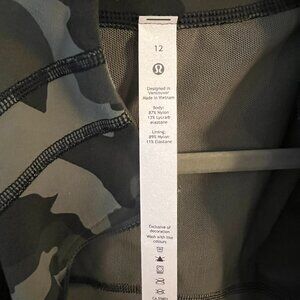 12
Designed in
Vancouver
Made in Vietnam
Body:
87% Nylon
13% Lycra®
elastane
Lining:
89% Nylon
11% Elastane
Exclusive of
decoration
Wash with like
colours